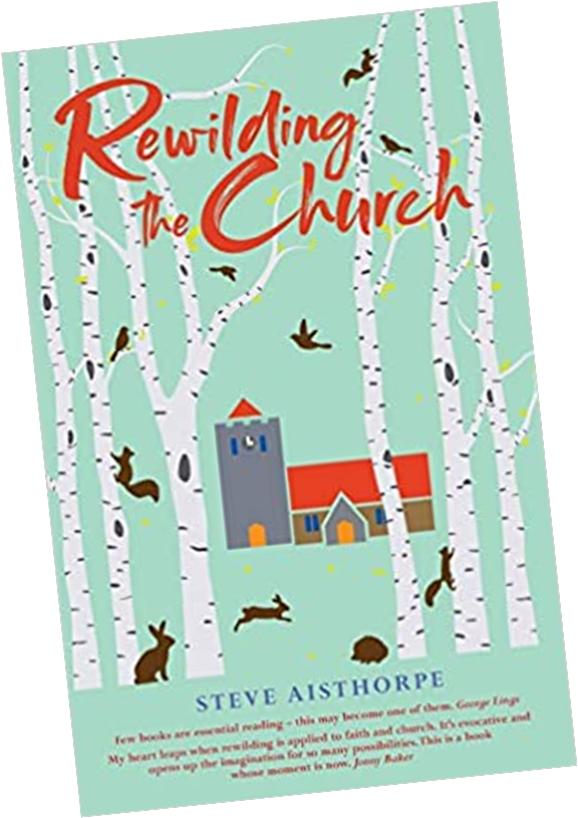 Rewilding
the Church
STEVE AISTHORPE
Few books are essential reading – this may become one of them. George Lings
My heart leaps when rewilding is applied to faith and church. It's evocative and
opens up the imagination for so many possibilities. This is a book
whose moment is now. Jonny Baker